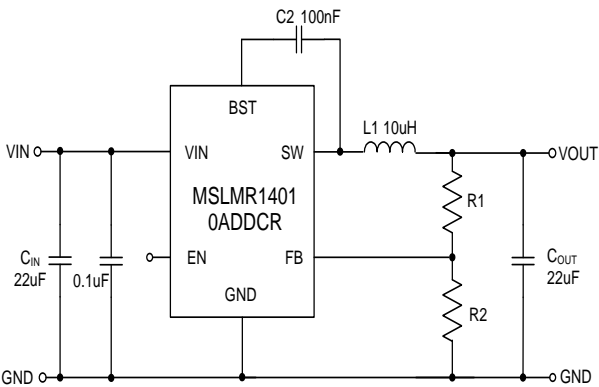 C2 100nF
BST
L1 10uH
VIN
VIN
SW
VOUT
MSLMR1401
0ADDCR
R1
EN
FB
CIN
22uF
0.1uF
COUT
22uF
GND
R2
GND
GND